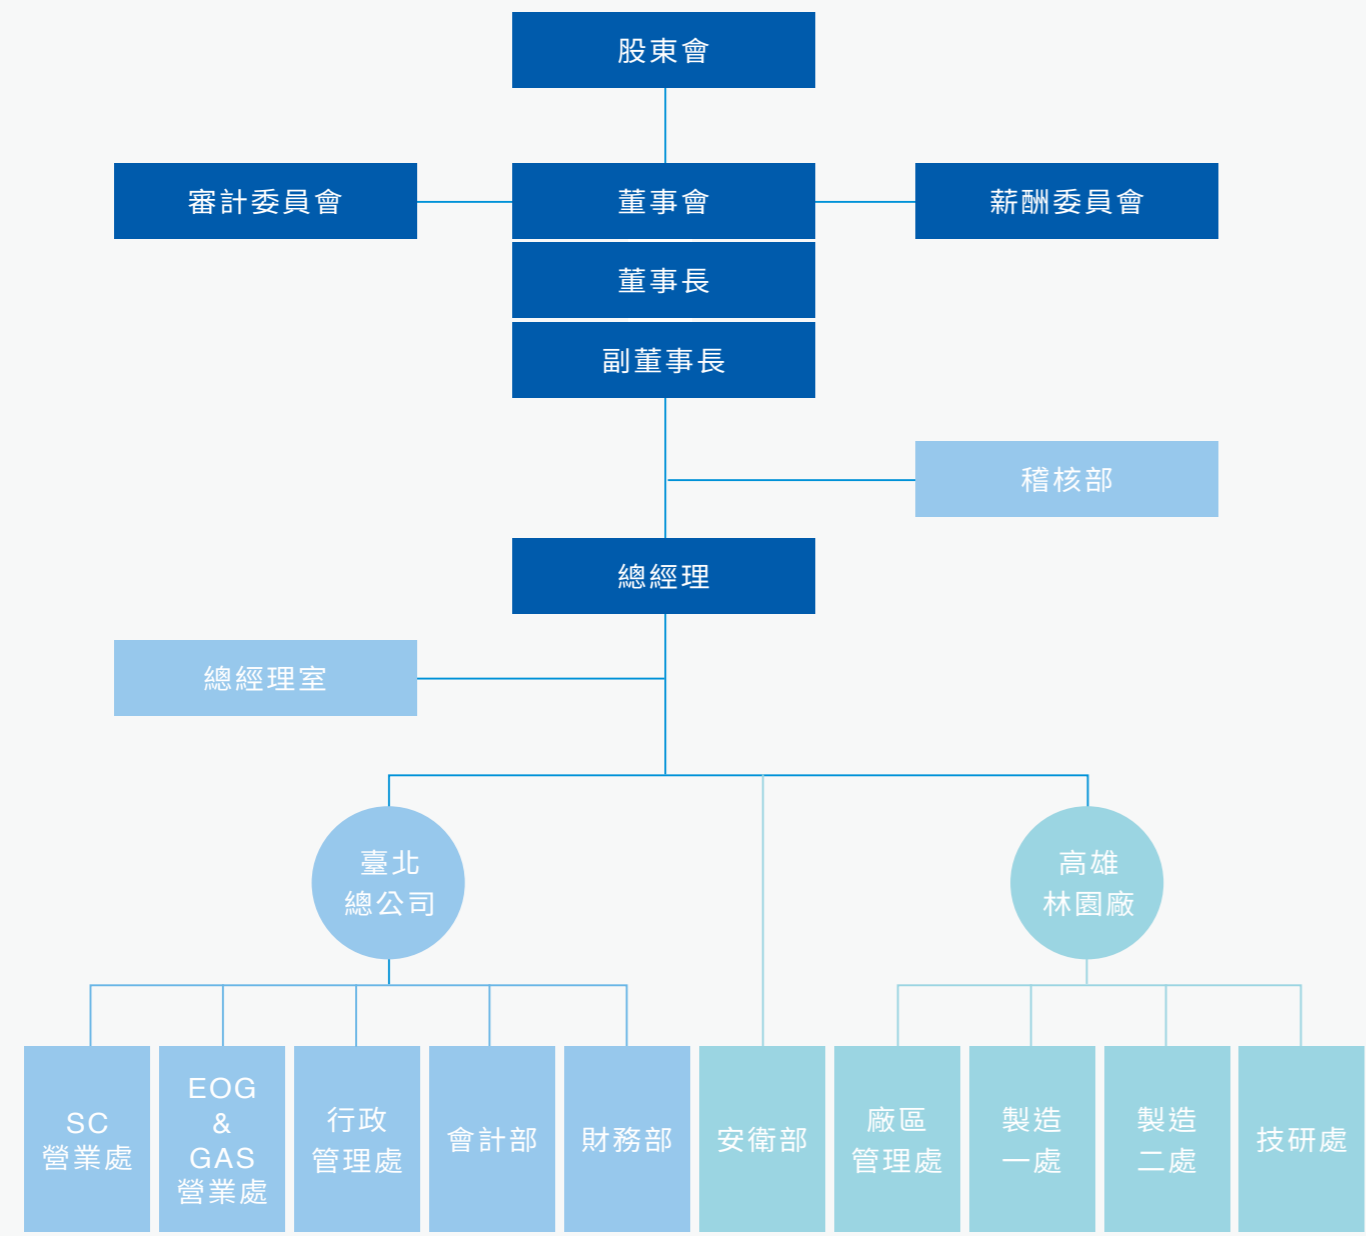 股東會
審計委員會
董事會
薪酬委員會
董事長
副董事長
稽核部
總經理
總經理室
臺北
總公司
高雄
林園廠
SC
營業處
EOG
&
GAS
營業處
行政
管理處
會計部
財務部
安衛部
廠區
管理處
製造
一處
製造
二處
技研處